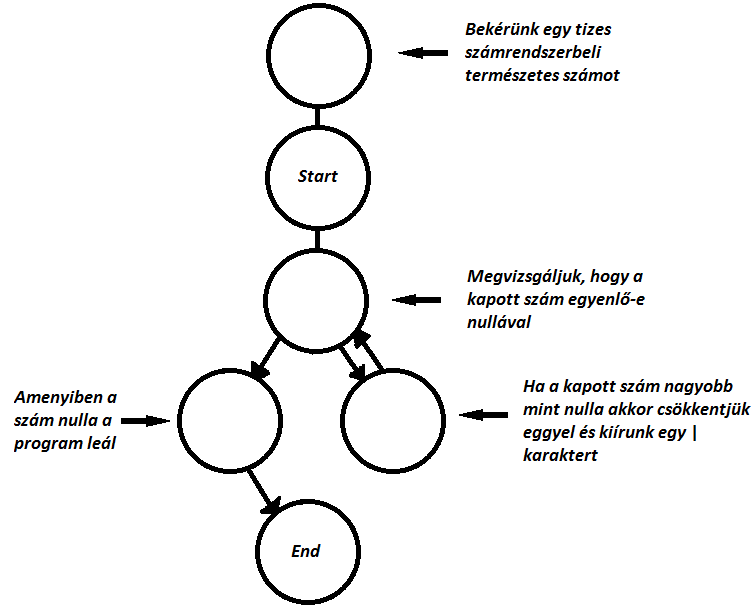 Bekérünk egy tizes
számrendszerbeli
természetes számot
Start
Megvizsgáljuk, hogy a
kapott szám egyenlő-e
nullával
Amenyiben a
szám nulla a
program leál
Ha a kapott szám nagyobb
mint nulla akkor csökkentjük
eggyel és kiírunk egy |
karaktert
End